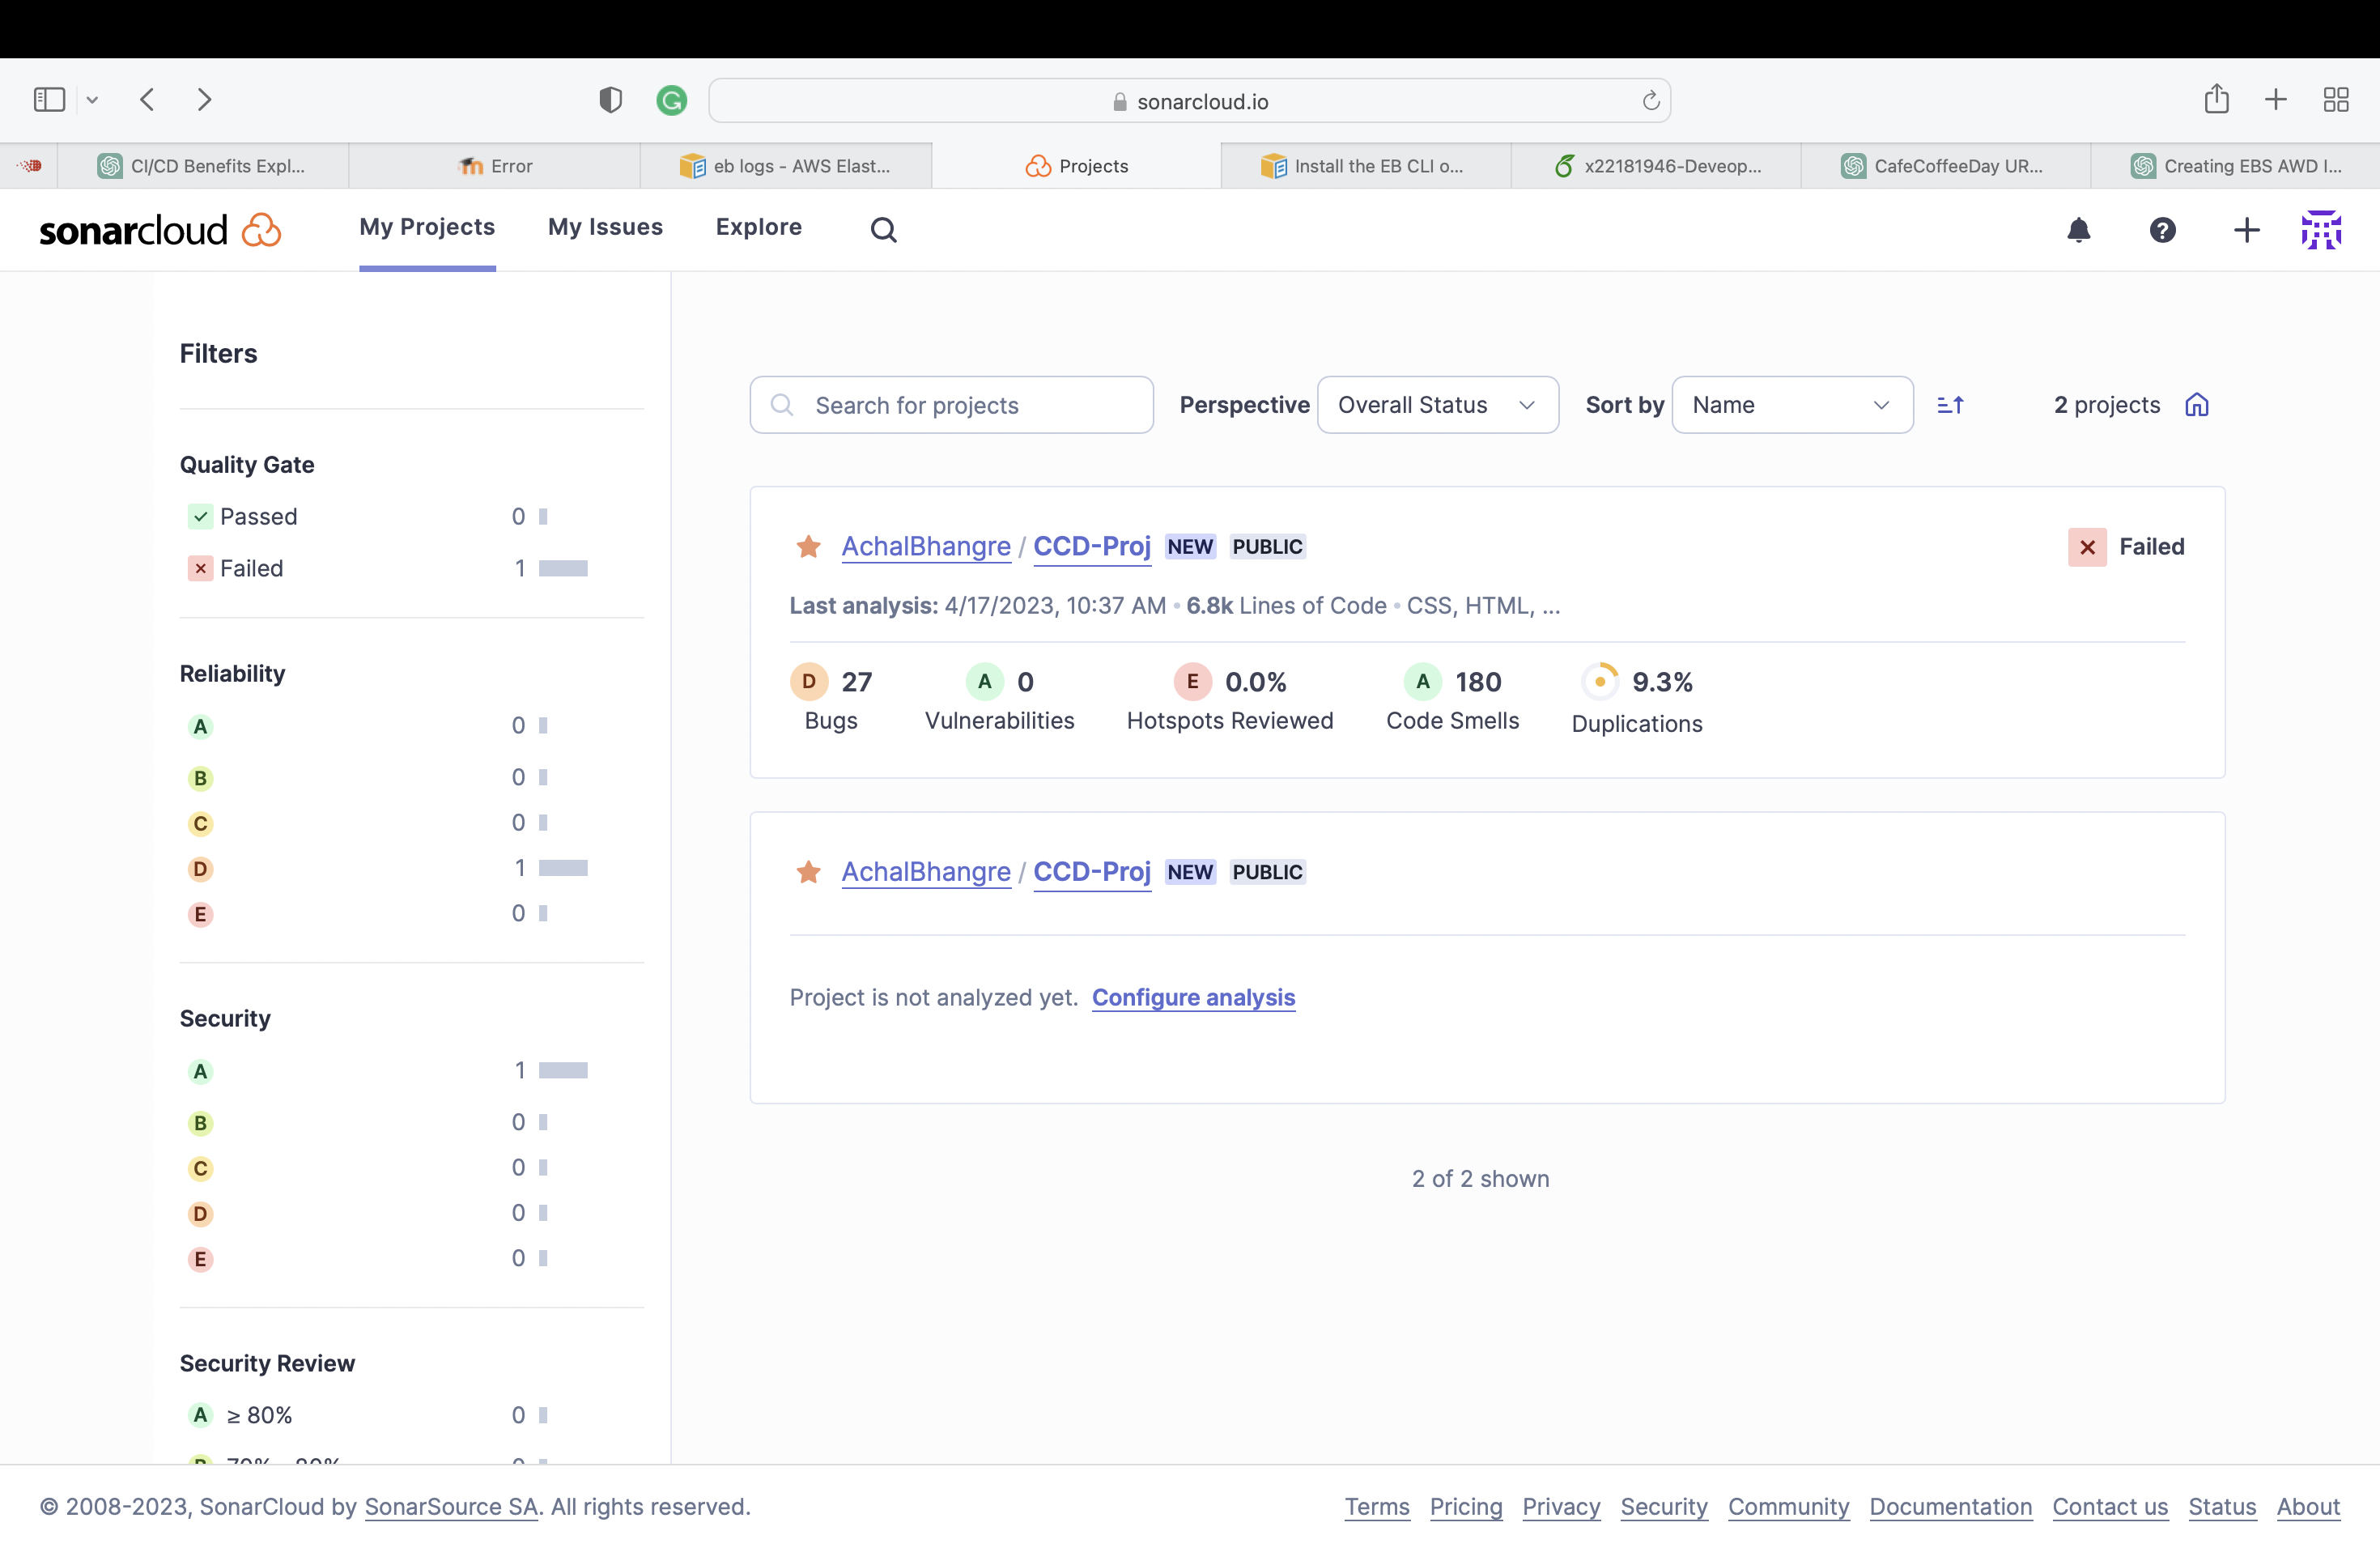 sonarcloud.io
CI/CD Benefits Expl...
Error
eb logs - AWS Elast...
Projects
Install the EB CLI o...
x22181946-Deveop...
CafeCoffeeDay UR...
Creating EBS AWD I...
sonarcloud
My Projects
My Issues
Explore
Filters
Quality Gate
Passed 0
Failed 1
Reliability
A 0
B 0
C 0
D 1
E 0
Security
A 1
B 0
C 0
D 0
E 0
Security Review
A ≥ 80% 0
Search for projects
Perspective Overall Status
Sort by Name
2 projects
AchalBhangre / CCD-Proj NEW PUBLIC
Failed
Last analysis: 4/17/2023, 10:37 AM • 6.8k Lines of Code • CSS, HTML, ...
D 27 A 0 E 0.0% A 180 9.3%
Bugs Vulnerabilities Hotspots Reviewed Code Smells Duplications
AchalBhangre / CCD-Proj NEW PUBLIC
Project is not analyzed yet. Configure analysis
2 of 2 shown
© 2008-2023, SonarCloud by SonarSource SA. All rights reserved.
Terms Pricing Privacy Security Community Documentation Contact us Status About